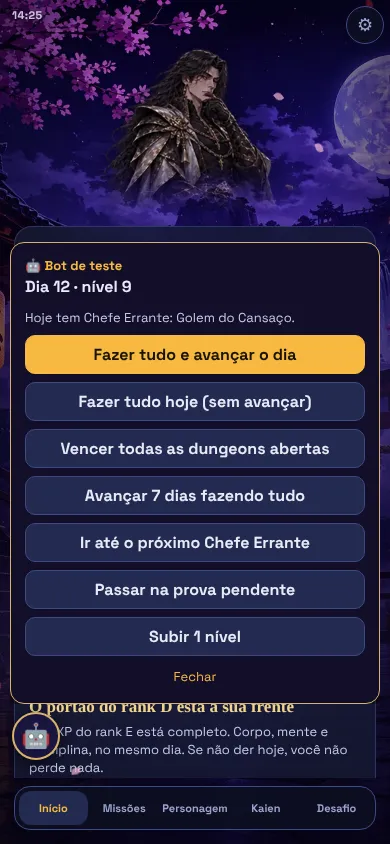 14:25
Bot de teste
Dia 12 · nível 9
Hoje tem Chefe Errante: Golem do Cansaço.
Fazer tudo e avançar o dia
Fazer tudo hoje (sem avançar)
Vencer todas as dungeons abertas
Avançar 7 dias fazendo tudo
Ir até o próximo Chefe Errante
Passar na prova pendente
Subir 1 nível
Fechar
O portão do rank D está à sua frente
XP do rank E está completo. Corpo, mente e
no mesmo dia. Se não der hoje, você não
perde nada.
Início
Missões
Personagem
Kaien
Desafio